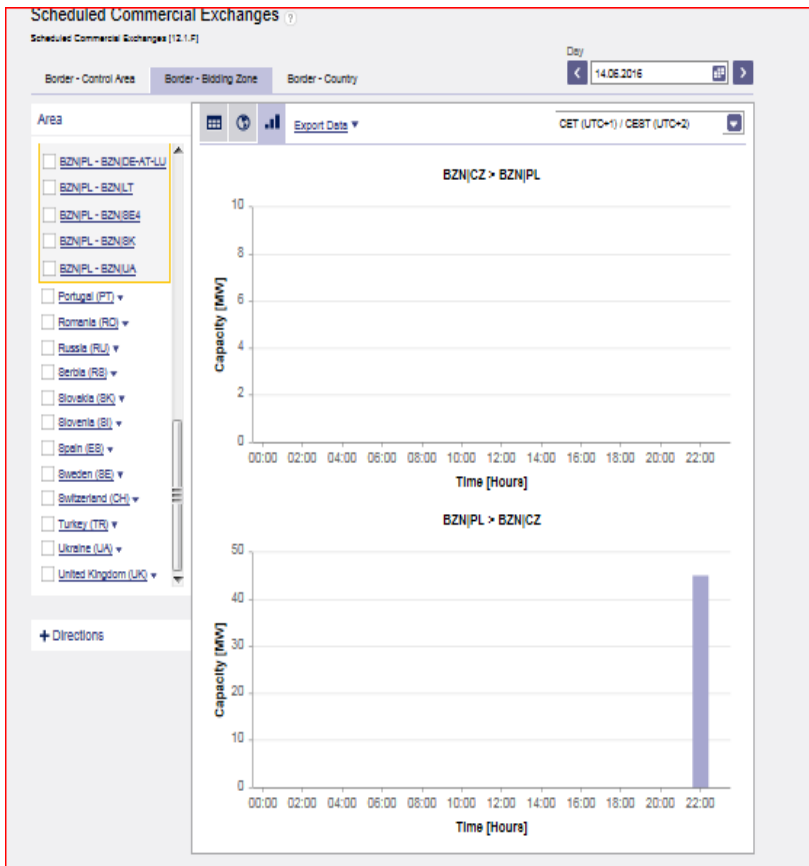 Scheduled Commercial Exchanges ?
Scheduled Commercial Exchanges [12.1.F]
Day
14.06.2016
Border - Control Area Border - Bidding Zone Border - Country
Area
Export Data
CET (UTC+1) / CEST (UTC+2)
BZN|PL - BZN|DE-AT-LU
BZN|PL - BZN|LT
BZN|PL - BZN|SE4
BZN|PL - BZN|SK
BZN|PL - BZN|UA
Portugal (PT)
Romania (RO)
Russia (RU)
Serbia (RS)
Slovakia (SK)
Slovenia (SI)
Spain (ES)
Sweden (SE)
Switzerland (CH)
Turkey (TR)
Ukraine (UA)
United Kingdom (UK)
+ Directions
BZN|CZ > BZN|PL
Capacity [MW]
10
8
6
4
2
0
00:00 02:00 04:00 06:00 08:00 10:00 12:00 14:00 16:00 18:00 20:00 22:00
Time [Hours]
BZN|PL > BZN|CZ
Capacity [MW]
50
40
30
20
10
0
00:00 02:00 04:00 06:00 08:00 10:00 12:00 14:00 16:00 18:00 20:00 22:00
Time [Hours]